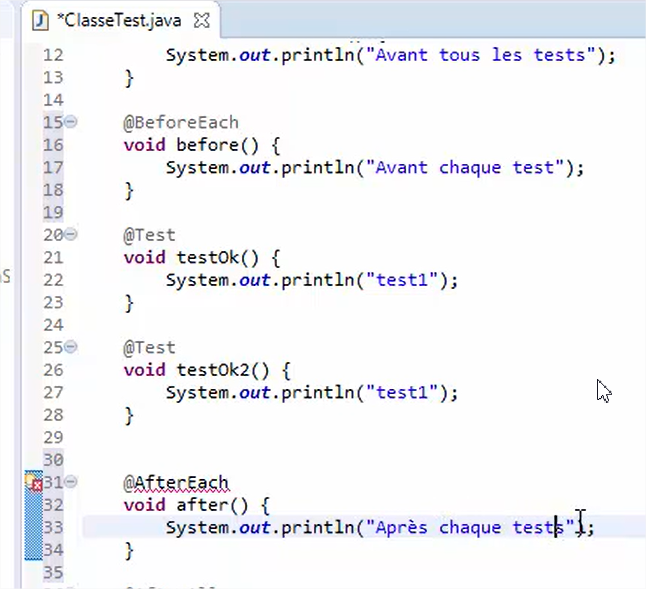 *ClasseTest.java
12 System.out.println("Avant tous les tests");
13 }
14
15 @BeforeEach
16 void before() {
17 System.out.println("Avant chaque test");
18 }
19
20 @Test
21 void testOk() {
22 System.out.println("test1");
23 }
24
25 @Test
26 void testOk2() {
27 System.out.println("test1");
28 }
29
30
31 @AfterEach
32 void after() {
33 System.out.println("Après chaque tests");
34 }
35